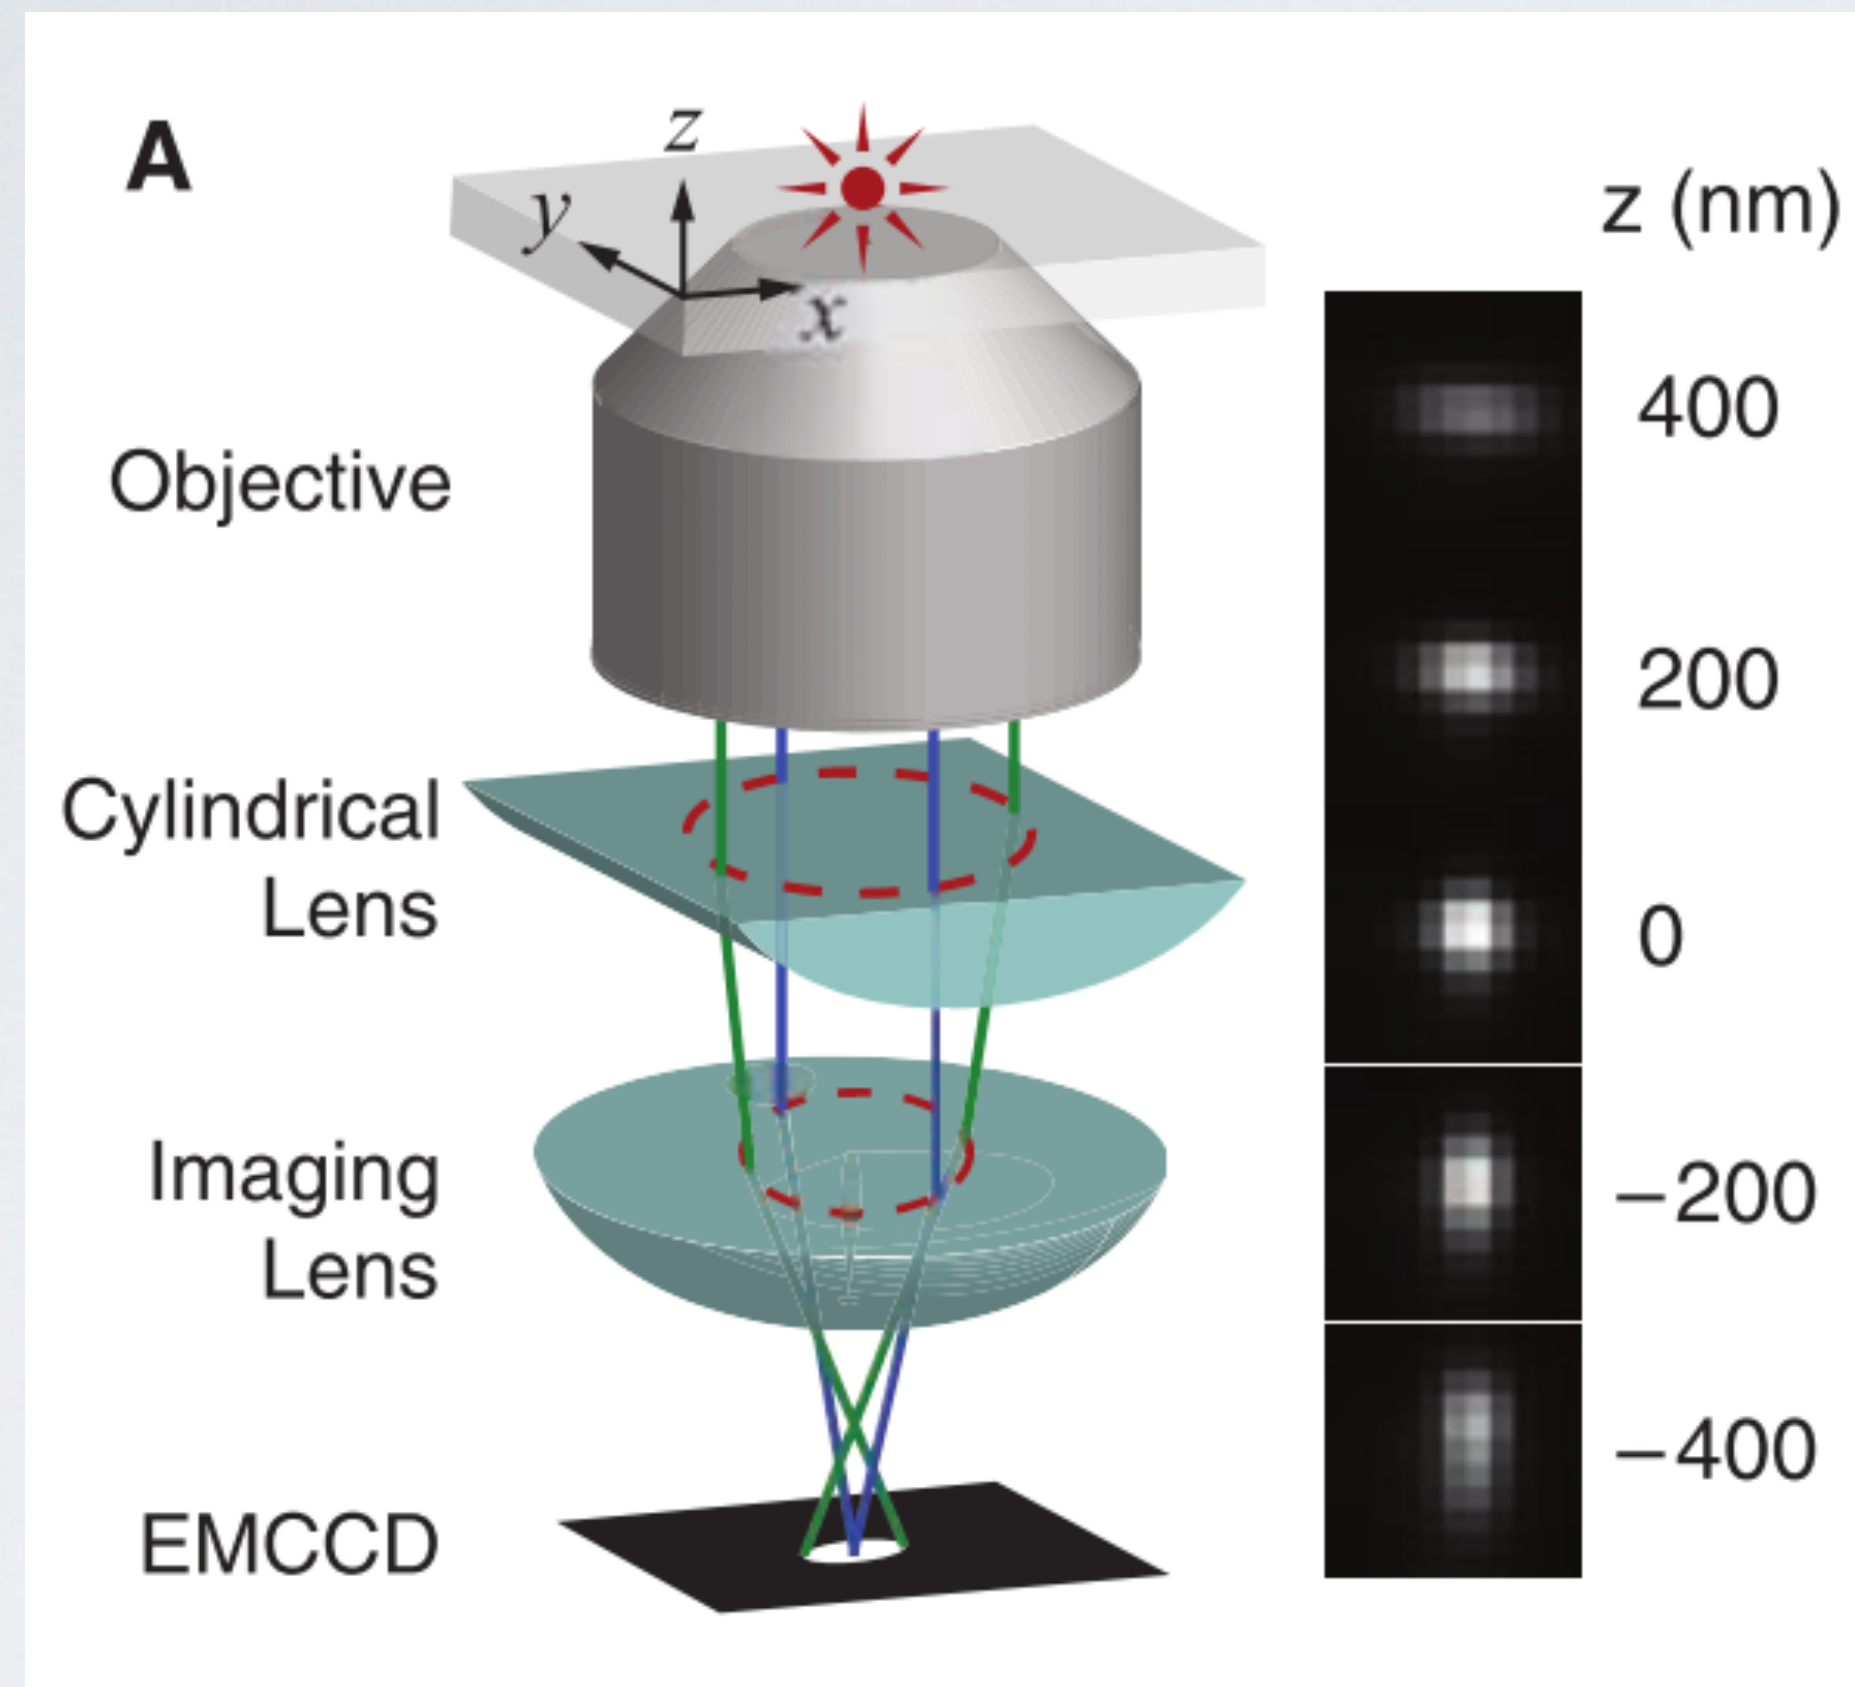 A
z
y
x
z (nm)
400
Objective
200
Cylindrical
Lens
0
Imaging
Lens
−200
−400
EMCCD